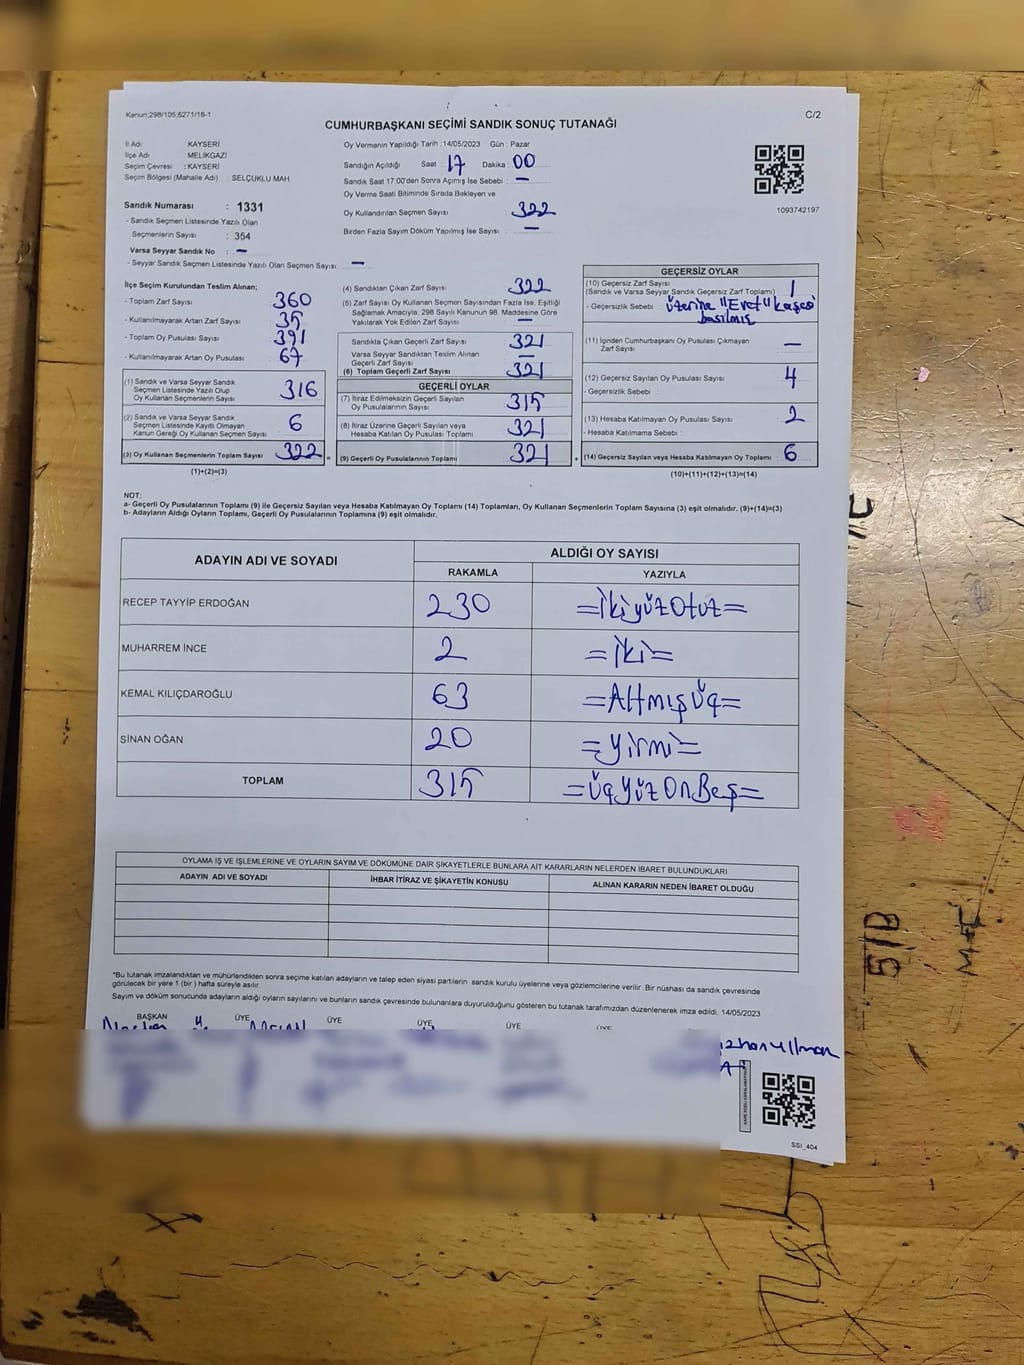 Kanun:298/105;6271/18-1
C/2
CUMHURBAŞKANI SEÇİMİ SANDIK SONUÇ TUTANAĞI
İl Adı KAYSERİ
İlçe Adı MELİKGAZİ
Seçim Çevresi : KAYSERİ
Seçim Bölgesi (Mahalle Adı) : SELÇUKLU MAH.
Sandık Numarası : 1331
- Sandık Seçmen Listesinde Yazılı Olan
Seçmenlerin Sayısı : 354
Varsa Seyyar Sandık No : –
- Seyyar Sandık Seçmen Listesinde Yazılı Olan Seçmen Sayısı: –
Oy Vermenin Yapıldığı Tarih : 14/05/2023 Gün : Pazar
Sandığın Açıldığı Saat 17 Dakika 00
Sandık Saat 17:00'den Sonra Açımış İse Sebebi : –
Oy Verme Saati Bitiminde Sırada Bekleyen ve
Oy Kullandırılan Seçmen Sayısı : 322
Birden Fazla Sayım Döküm Yapılmış İse Sayısı : –
1093742197
İlçe Seçim Kurulundan Teslim Alınan;
- Toplam Zarf Sayısı 360
- Kullanılmayarak Artan Zarf Sayısı 35
- Toplam Oy Pusulası Sayısı 391
- Kullanılmayarak Artan Oy Pusulası 67
(1) Sandık ve Varsa Seyyar Sandık
Seçmen Listesinde Yazılı Olup
Oy Kullanan Seçmenlerin Sayısı 316
(2) Sandık ve Varsa Seyyar Sandık
Seçmen Listesinde Kayıtlı Olmayan
Kanun Gereği Oy Kullanan Seçmen Sayısı 6
(3) Oy Kullanan Seçmenlerin Toplam Sayısı 322 =
(1)+(2)=(3)
(4) Sandıktan Çıkan Zarf Sayısı 322
(5) Zarf Sayısı Oy Kullanan Seçmen Sayısından Fazla İse, Eşitliği
Sağlamak Amacıyla; 298 Sayılı Kanunun 98. Maddesine Göre
Yakılarak Yok Edilen Zarf Sayısı –
Sandıkta Çıkan Geçerli Zarf Sayısı 321
Varsa Seyyar Sandıktan Teslim Alınan
Geçerli Zarf Sayısı –
(6) Toplam Geçerli Zarf Sayısı 321
GEÇERLİ OYLAR
(7) İtiraz Edilmeksizin Geçerli Sayılan
Oy Pusulalarının Sayısı 315
(8) İtiraz Üzerine Geçerli Sayılan veya
Hesaba Katılan Oy Pusulası Toplamı 321
(9) Geçerli Oy Pusulalarının Toplamı 321 +
GEÇERSİZ OYLAR
(10) Geçersiz Zarf Sayısı
(Sandık ve Varsa Seyyar Sandık Geçersiz Zarf Toplamı) 1
- Geçersizlik Sebebi : üzerine "Evet" kaşesi
basılmış
(11) İçinden Cumhurbaşkanı Oy Pusulası Çıkmayan
Zarf Sayısı –
(12) Geçersiz Sayılan Oy Pusulası Sayısı 4
- Geçersizlik Sebebi :
(13) Hesaba Katılmayan Oy Pusulası Sayısı 2
- Hesaba Katılmama Sebebi :
(14) Geçersiz Sayılan veya Hesaba Katılmayan Oy Toplamı 6
(10)+(11)+(12)+(13)=(14)
NOT:
a- Geçerli Oy Pusulalarının Toplamı (9) ile Geçersiz Sayılan veya Hesaba Katılmayan Oy Toplamı (14) Toplamları, Oy Kullanan Seçmenlerin Toplam Sayısına (3) eşit olmalıdır. (9)+(14)=(3)
b- Adayların Aldığı Oyların Toplamı, Geçerli Oy Pusulalarının Toplamına (9) eşit olmalıdır.
ADAYIN ADI VE SOYADI ALDIĞI OY SAYISI
RAKAMLA YAZIYLA
RECEP TAYYİP ERDOĞAN 230 =İkiyüzOtuz=
MUHARREM İNCE 2 =İki=
KEMAL KILIÇDAROĞLU 63 =AltmışÜç=
SİNAN OĞAN 20 =Yirmi=
TOPLAM 315 =ÜçYüzOnBeş=
OYLAMA İŞ VE İŞLEMLERİNE VE OYLARIN SAYIM VE DÖKÜMÜNE DAİR ŞİKAYETLERLE BUNLARA AİT KARARLARIN NELERDEN İBARET BULUNDUKLARI
ADAYIN ADI VE SOYADI İHBAR İTİRAZ VE ŞİKAYETİN KONUSU ALINAN KARARIN NEDEN İBARET OLDUĞU
*Bu tutanak imzalandıktan ve mühürlendikten sonra seçime katılan adayların ve talep eden siyasi partilerin sandık kurulu üyelerine veya gözlemcilerine verilir. Bir nüshası da sandık çevresinde
görülecek bir yere 1 (bir) hafta süreyle asılır.
Sayım ve döküm sonucunda adayların aldığı oyların sayılarını ve bunların sandık çevresinde bulunanlara duyurulduğunu gösteren bu tutanak tarafımızdan düzenlenerek imza edildi. 14/05/2023
BAŞKAN ÜYE ÜYE ÜYE ÜYE ÜYE
SSİ_404
51B